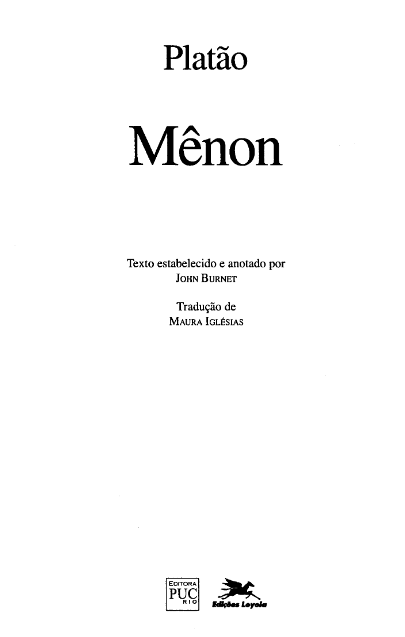 Platão
Mênon
Texto estabelecido e anotado por
JOHN BURNET
Tradução de
MAURA IGLÉSIAS
EDITORA
PUC
RIO
Edições Loyola